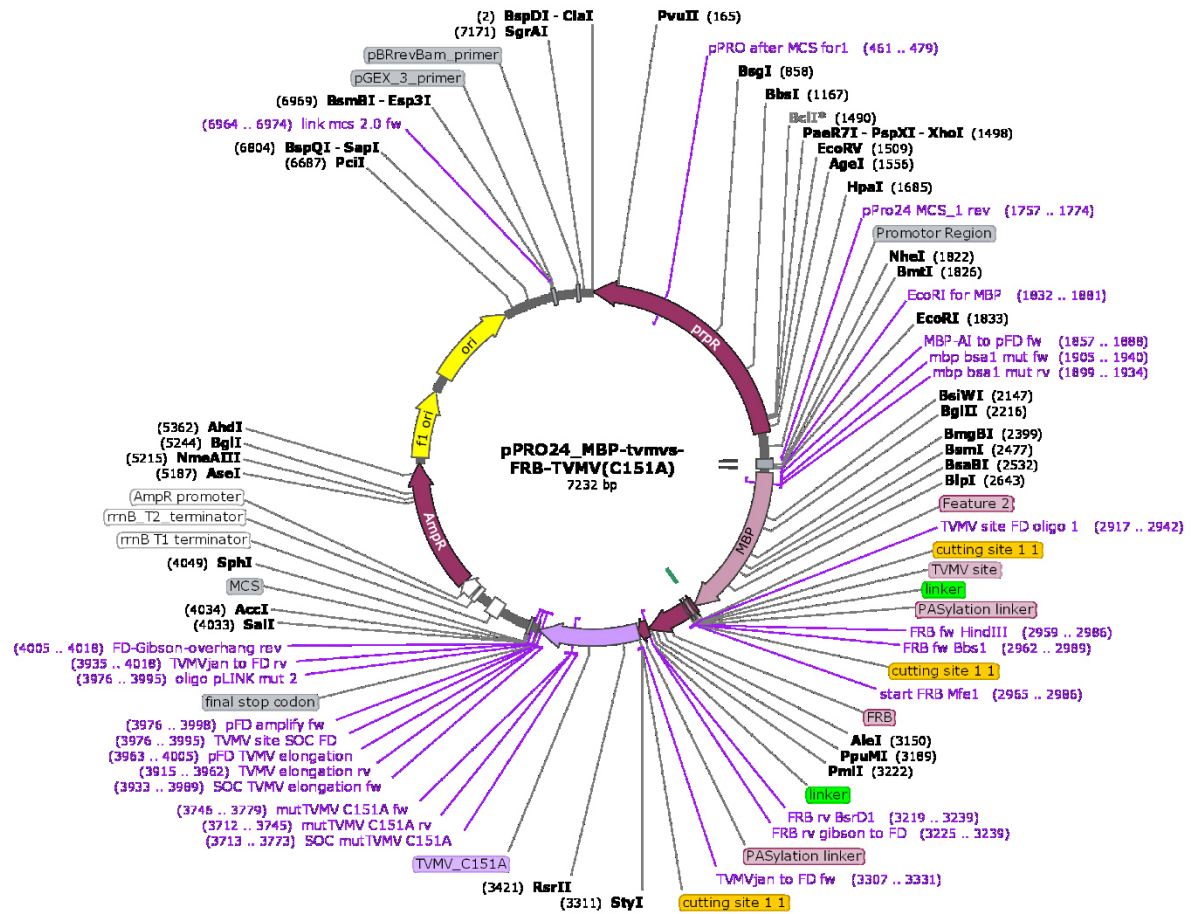 (2) BspDI - ClaI
(7171) SgrAI
pBRrevBam_primer
pGEX_3_primer
(6969) BsmBI - Esp3I
(6964 .. 6974) link mcs 2.0 fw
(6804) BspQI - SapI
(6687) PciI
PvuII (165)
pPRO after MCS for1 (461 .. 479)
BsgI (858)
BbsI (1167)
BclI* (1490)
PaeR7I - PspXI - XhoI (1498)
EcoRV (1509)
AgeI (1556)
HpaI (1685)
pPro24 MCS_1 rev (1757 .. 1774)
Promotor Region
NheI (1822)
BmtI (1826)
EcoRI for MBP (1832 .. 1881)
EcoRI (1833)
MBP-AI to pFD fw (1857 .. 1888)
mbp bsa1 mut fw (1905 .. 1940)
mbp bsa1 mut rv (1899 .. 1934)
BsiWI (2147)
BglII (2216)
BmgBI (2399)
BsmI (2477)
BsaBI (2532)
BlpI (2643)
Feature 2
TVMV site FD oligo 1 (2917 .. 2942)
cutting site 1 1
TVMV site
linker
PASylation linker
FRB fw HindIII (2959 .. 2986)
FRB fw Bbs1 (2962 .. 2989)
cutting site 1 1
start FRB Mfe1 (2965 .. 2986)
FRB
AleI (3150)
PpuMI (3189)
PmlI (3222)
linker
FRB rv BsrD1 (3219 .. 3239)
FRB rv gibson to FD (3225 .. 3239)
PASylation linker
TVMVjan to FD fw (3307 .. 3331)
cutting site 1 1
(3311) StyI
(3421) RsrII
TVMV_C151A
(3713 .. 3773) SOC mutTVMV C151A
(3712 .. 3745) mutTVMV C151A rv
(3746 .. 3779) mutTVMV C151A fw
(3933 .. 3989) SOC TVMV elongation fw
(3915 .. 3962) TVMV elongation rv
(3963 .. 4005) pFD TVMV elongation
(3976 .. 3995) TVMV site SOC FD
(3976 .. 3998) pFD amplify fw
final stop codon
(3976 .. 3995) oligo pLINK mut 2
(3935 .. 4018) TVMVjan to FD rv
(4005 .. 4018) FD-Gibson-overhang rev
(4033) SalI
(4034) AccI
MCS
(4049) SphI
rrnB T1 terminator
rrnB_T2_terminator
AmpR promoter
(5187) AseI
(5215) NmeAIII
(5244) BglI
(5362) AhdI
prpR
MBP
AmpR
f1 ori
ori
pPRO24_MBP-tvmvs-
FRB-TVMV(C151A)
7232 bp